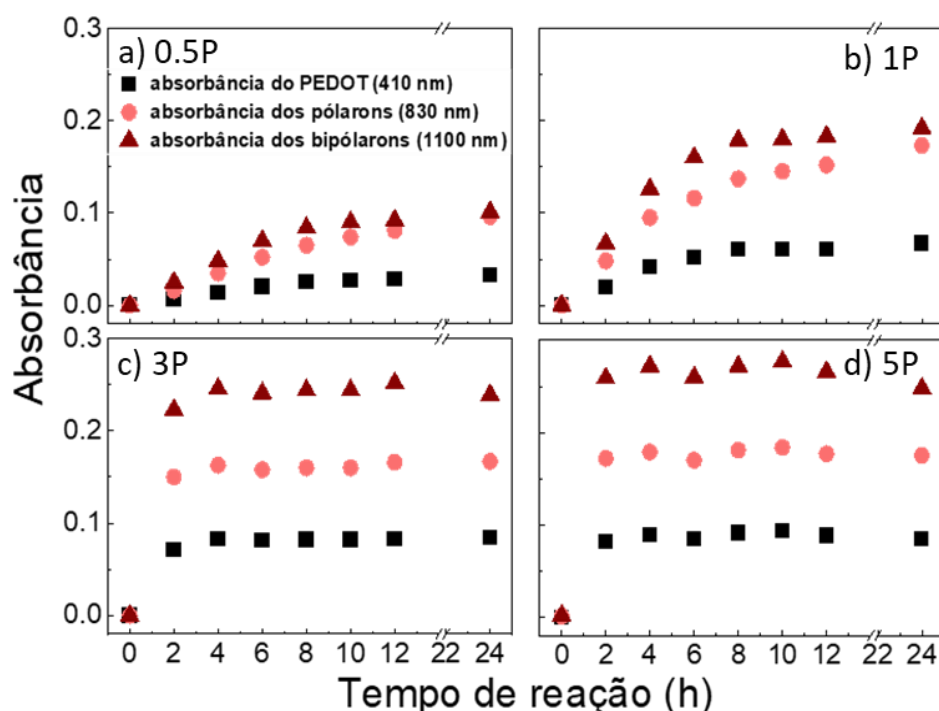 0.3
a) 0.5P
b) 1P
absorbância do PEDOT (410 nm)
absorbância dos pólarons (830 nm)
absorbância dos bipólarons (1100 nm)
0.2
0.1
0.0
Absorbância
0.3
c) 3P
d) 5P
0.2
0.1
0.0
0 2 4 6 8 10 12 22 24
0 2 4 6 8 10 12 22 24
Tempo de reação (h)